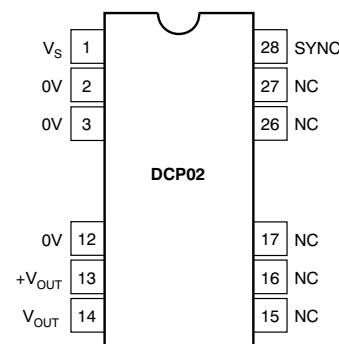 V_S 1 28 SYNC
0V 2 27 NC
0V 3 26 NC
DCP02
0V 12 17 NC
+V_OUT 13 16 NC
V_OUT 14 15 NC